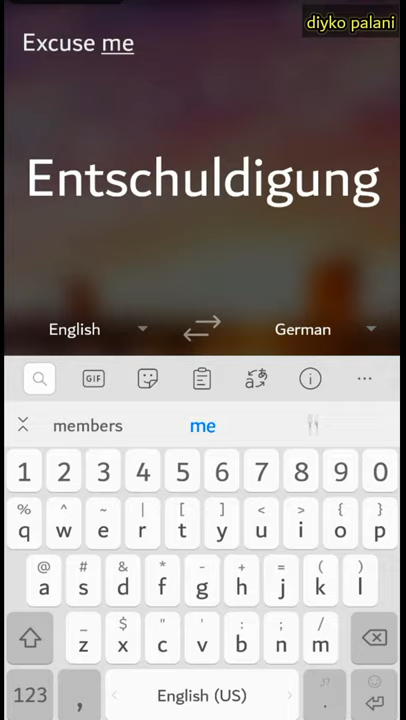 diyko palani
Excuse me
Entschuldigung
English German
GIF
members me
1 2 3 4 5 6 7 8 9 0
% ^ ~ | [ ] < > { }
q w e r t y u i o p
@ # & * - + = ( )
a s d f g h j k l
_ $ " ' : ; /
z x c v b n m
123 , English (US) .